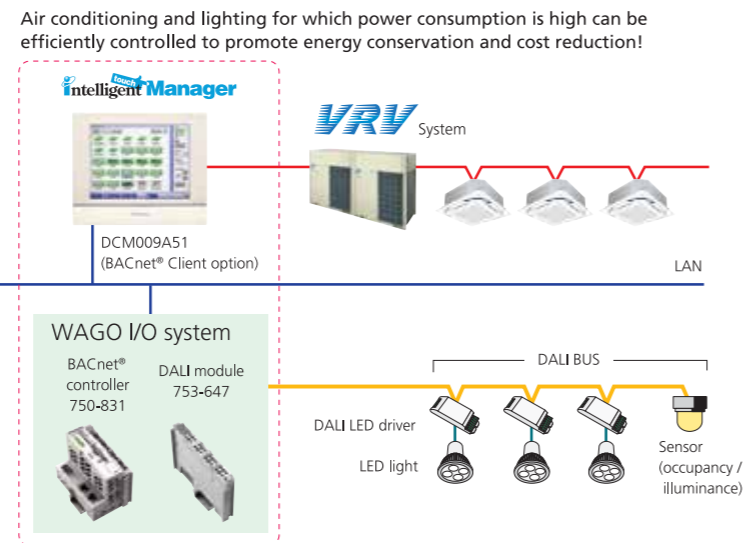 Air conditioning and lighting for which power consumption is high can be
efficiently controlled to promote energy conservation and cost reduction!
intelligent touch Manager
VRV System
DCM009A51
(BACnet® Client option)
LAN
WAGO I/O system
BACnet®
controller
750-831
DALI module
753-647
DALI BUS
DALI LED driver
LED light
Sensor
(occupancy /
illuminance)